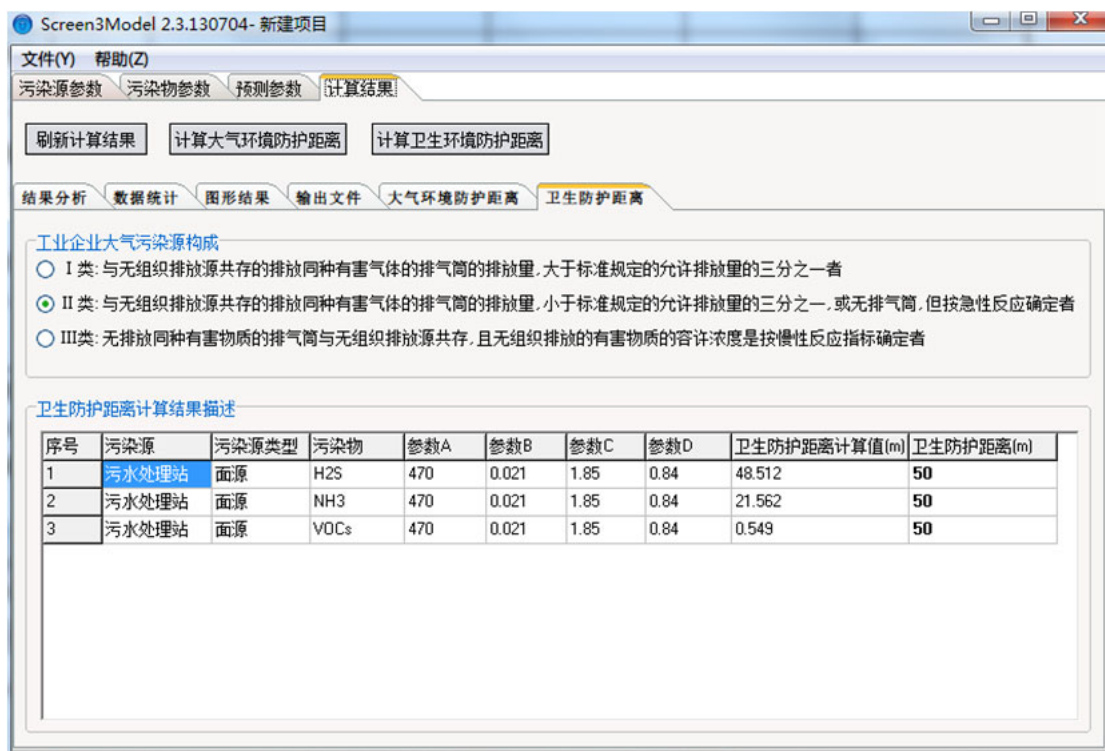 Screen3Model 2.3.130704- 新建项目
文件(Y) 帮助(Z)
污染源参数 污染物参数 预测参数 计算结果
刷新计算结果 计算大气环境防护距离 计算卫生环境防护距离
结果分析 数据统计 图形结果 输出文件 大气环境防护距离 卫生防护距离
工业企业大气污染源构成
I 类:与无组织排放源共存的排放同种有害气体的排气筒的排放量,大于标准规定的允许排放量的三分之一者
II 类:与无组织排放源共存的排放同种有害气体的排气筒的排放量,小于标准规定的允许排放量的三分之一,或无排气筒,但按急性反应确定者
III类:无排放同种有害物质的排气筒与无组织排放源共存,且无组织排放的有害物质的容许浓度是按慢性反应指标确定者
卫生防护距离计算结果描述
序号 污染源 污染源类型 污染物 参数A 参数B 参数C 参数D 卫生防护距离计算值(m) 卫生防护距离(m)
1 污水处理站 面源 H2S 470 0.021 1.85 0.84 48.512 50
2 污水处理站 面源 NH3 470 0.021 1.85 0.84 21.562 50
3 污水处理站 面源 VOCs 470 0.021 1.85 0.84 0.549 50